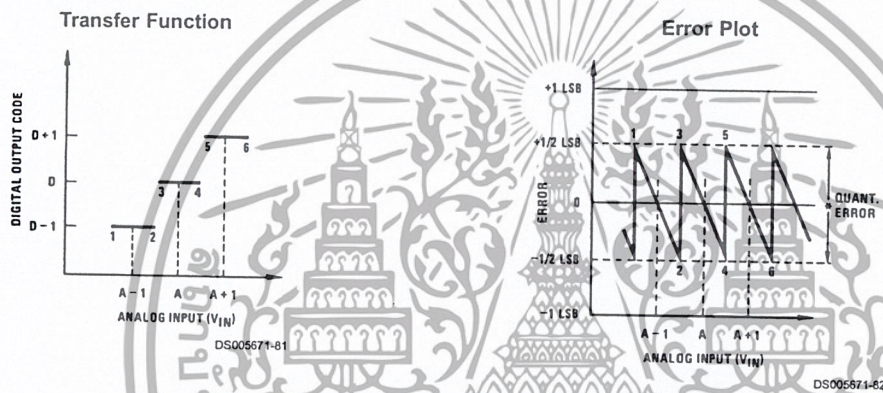 Transfer Function
DIGITAL OUTPUT CODE
D+1
D
D-1
5 6
3 4
1 2
A-1 A A+1
ANALOG INPUT (VIN)
DS005671-81
Error Plot
ERROR
+1 LSB
+1/2 LSB
0
-1/2 LSB
-1 LSB
1 3 5
2 4 6
QUANT.
ERROR
A-1 A A+1
ANALOG INPUT (VIN)
DS005671-82